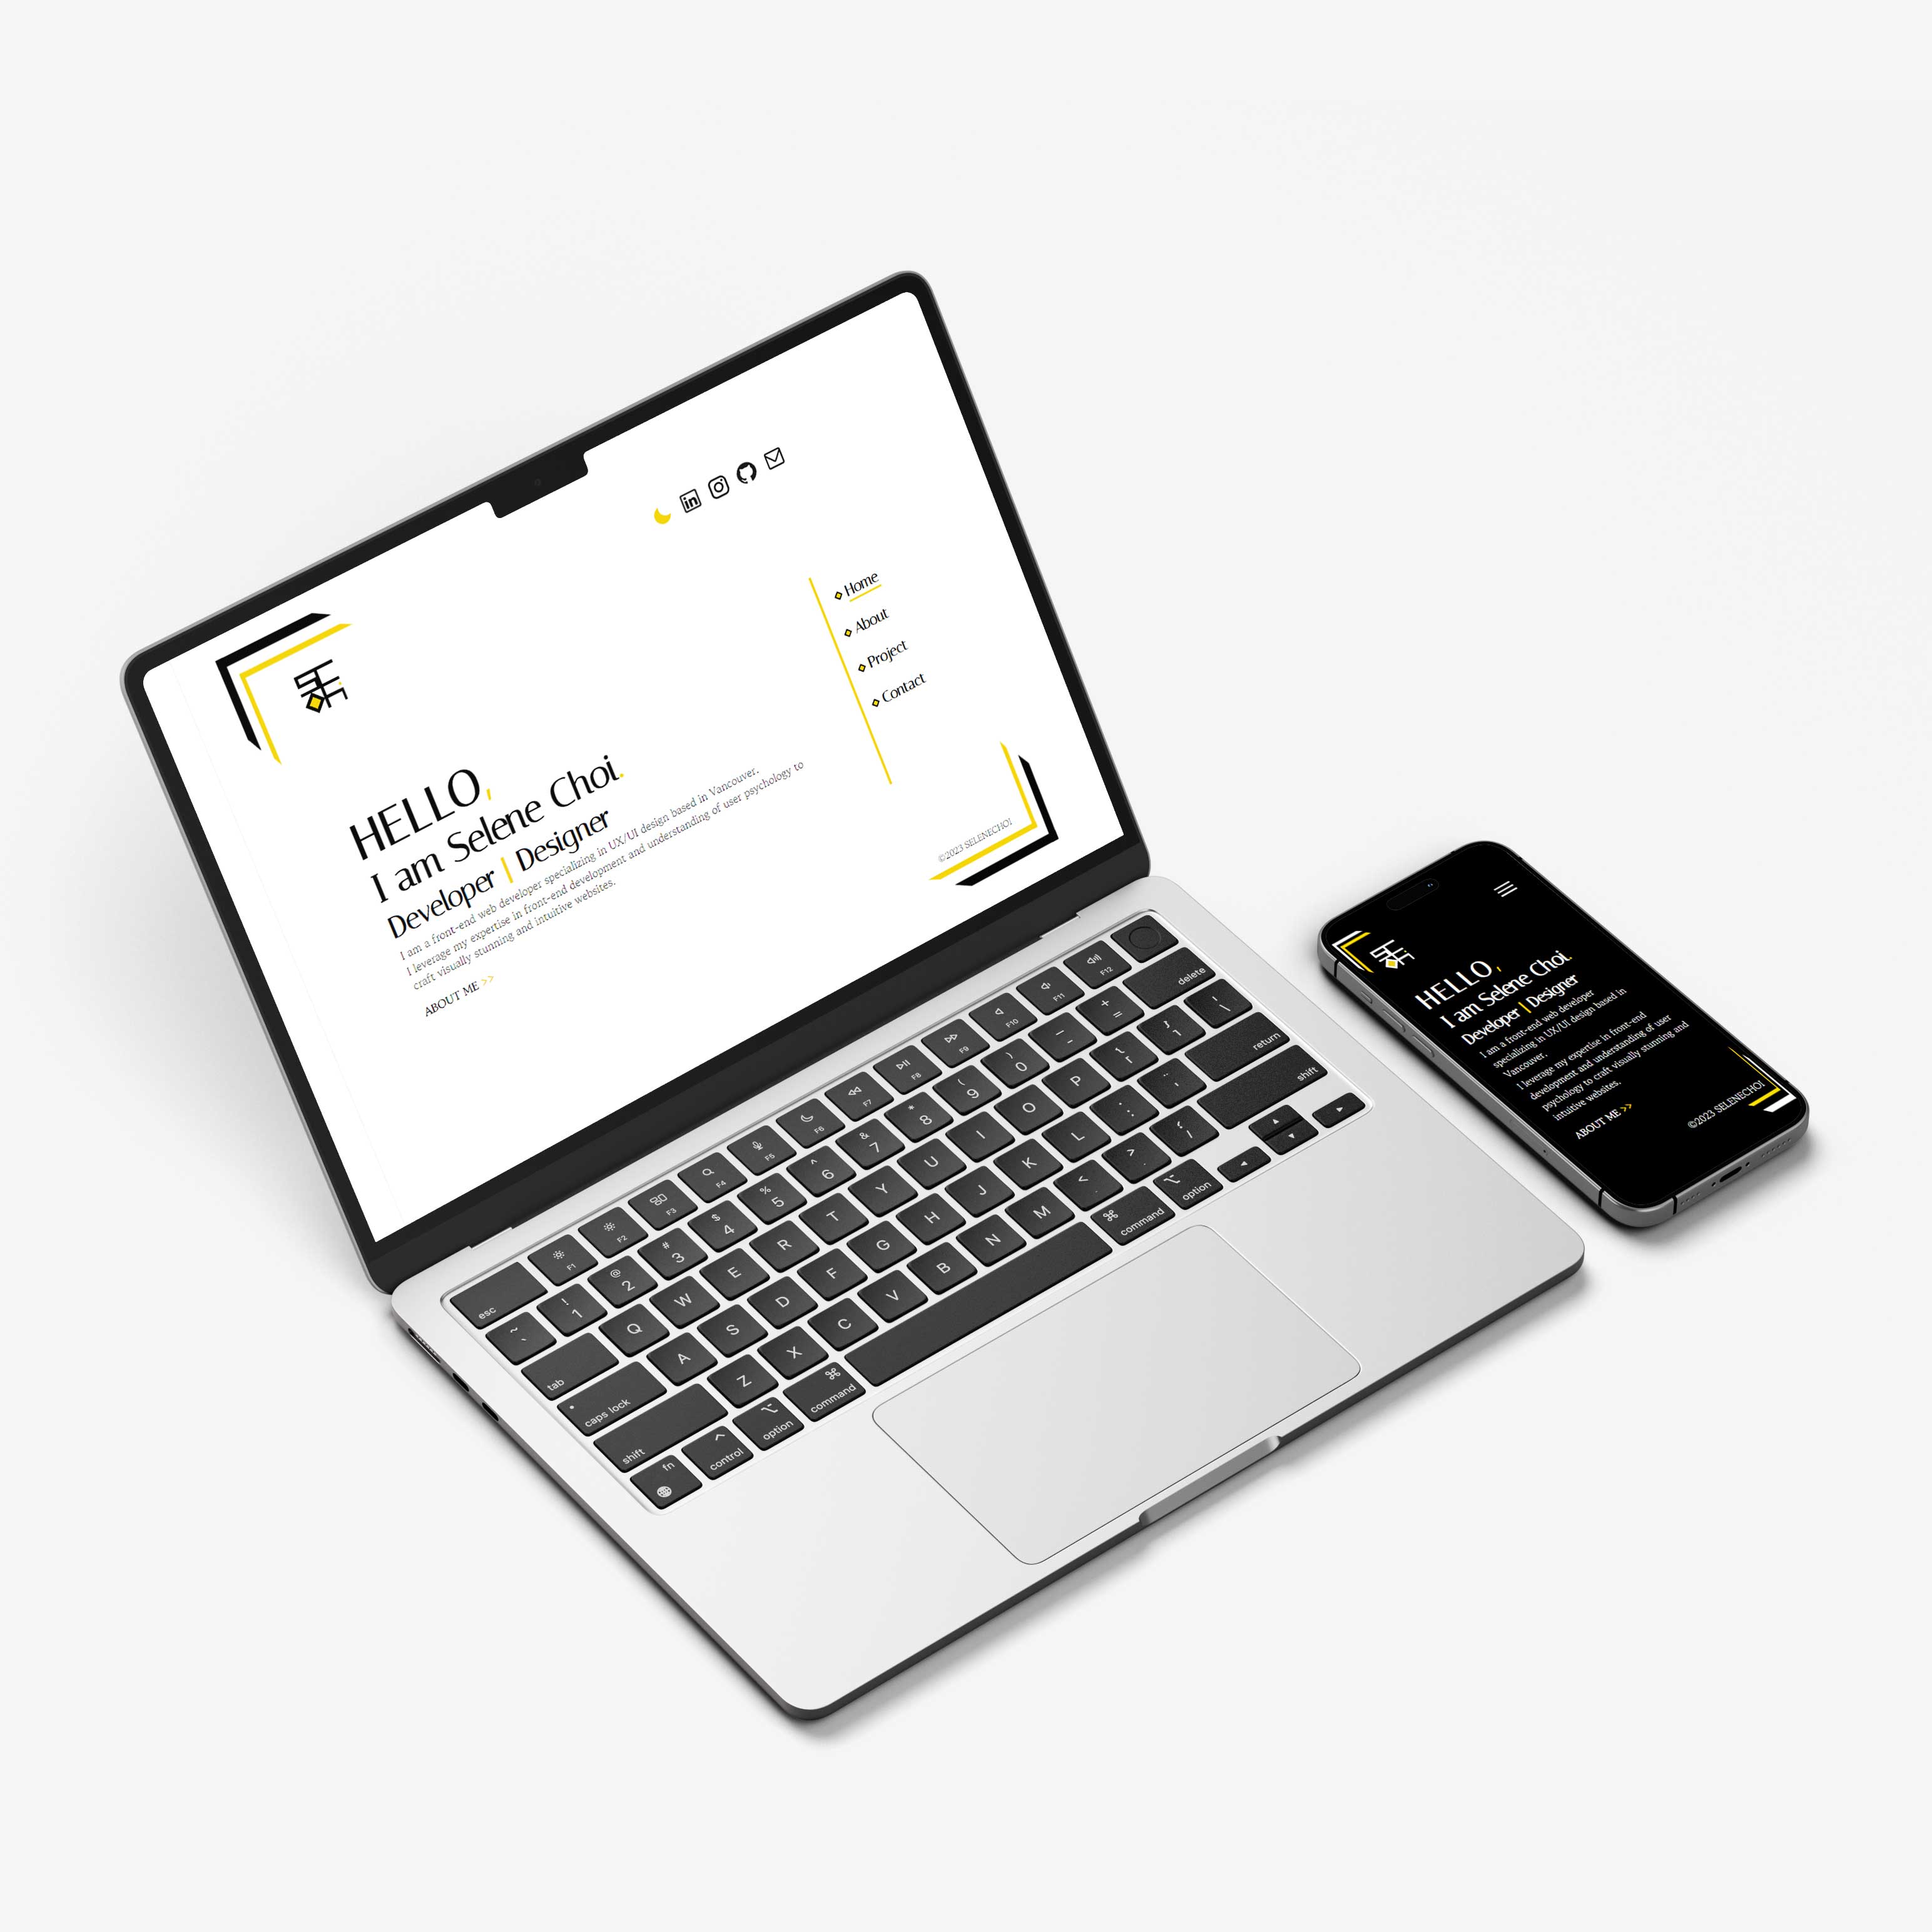 Home
About
Project
Contact
HELLO,
I am Selene Choi.
Developer | Designer
I am a front-end web developer specializing in UX/UI design based in Vancouver.
I leverage my expertise in front-end development and understanding of user psychology to
craft visually stunning and intuitive websites.
ABOUT ME >>
©2023 SELENECHOI
esc
F1
F2
F3
F4
F5
F6
F7
F8
F9
F10
F11
F12
~ ` ! 1 @ 2 # 3 $ 4 % 5 ^ 6 & 7 * 8 ( 9 ) 0 — - + = delete
tab Q W E R T Y U I O P { [ } ] | \
caps lock A S D F G H J K L : ; " ' return
shift Z X C V B N M < , > . ? / shift
fn control option command command option
HELLO,
I am Selene Choi.
Developer | Designer
I am a front-end web developer
specializing in UX/UI design based in
Vancouver.
I leverage my expertise in front-end
development and understanding of user
psychology to craft visually stunning and
intuitive websites.
ABOUT ME >>
©2023 SELENECHOI